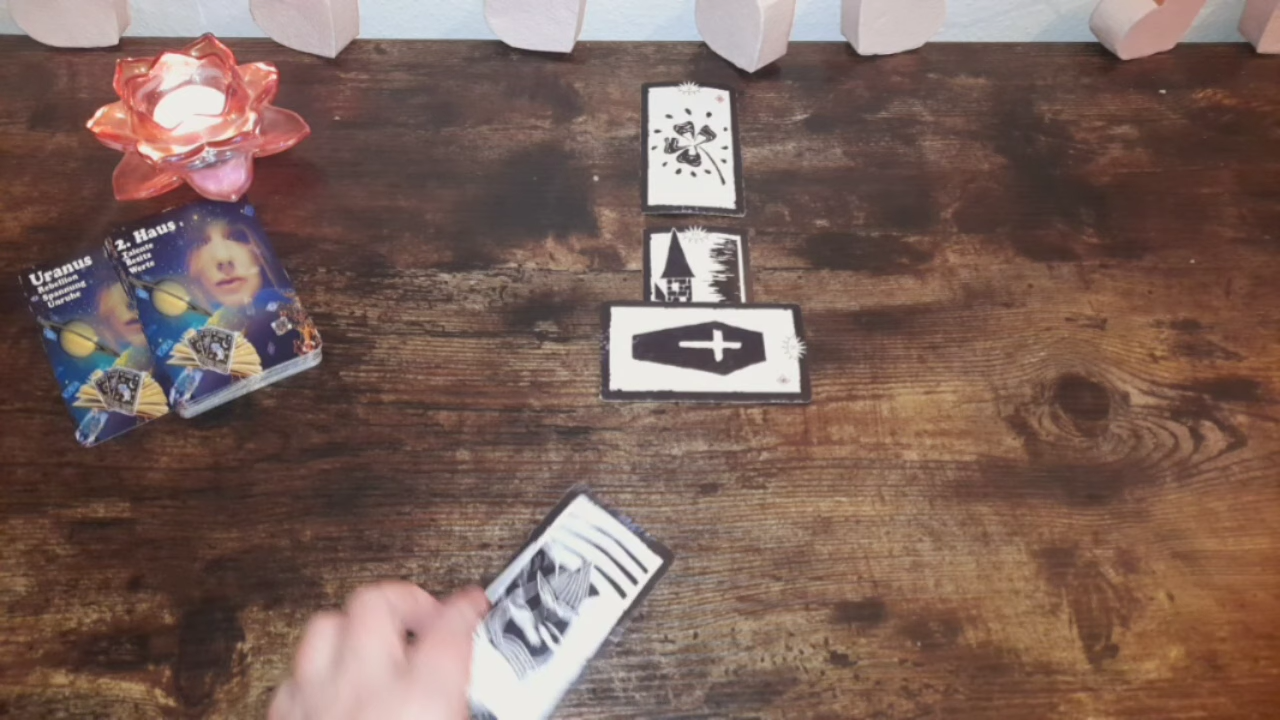 Uranus
Rebellion
Spannung
Unruhe
2. Haus
Talente
Besitz
Werte